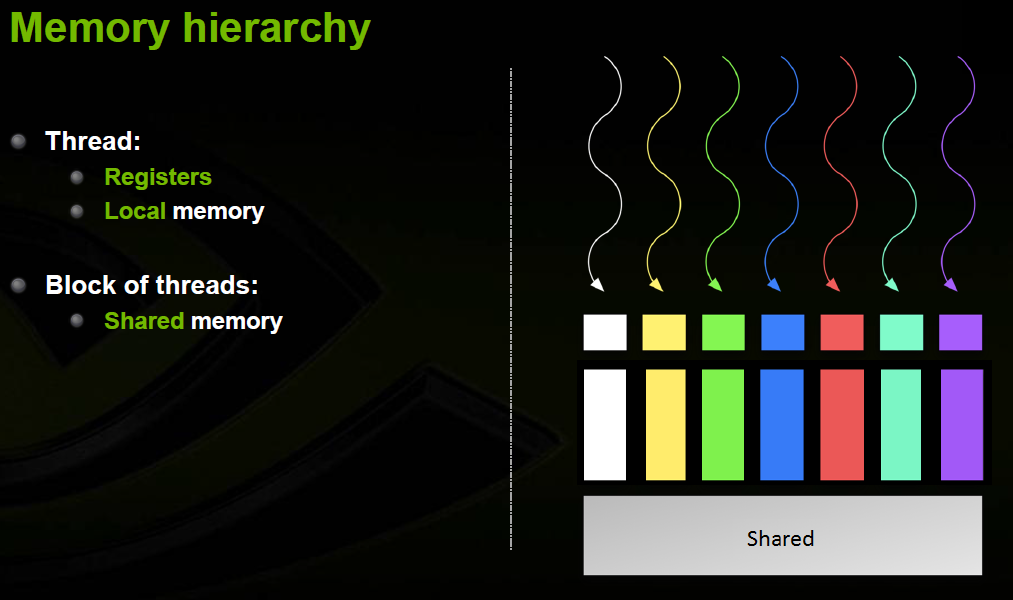 Memory hierarchy
Thread:
Registers
Local memory
Block of threads:
Shared memory
Shared